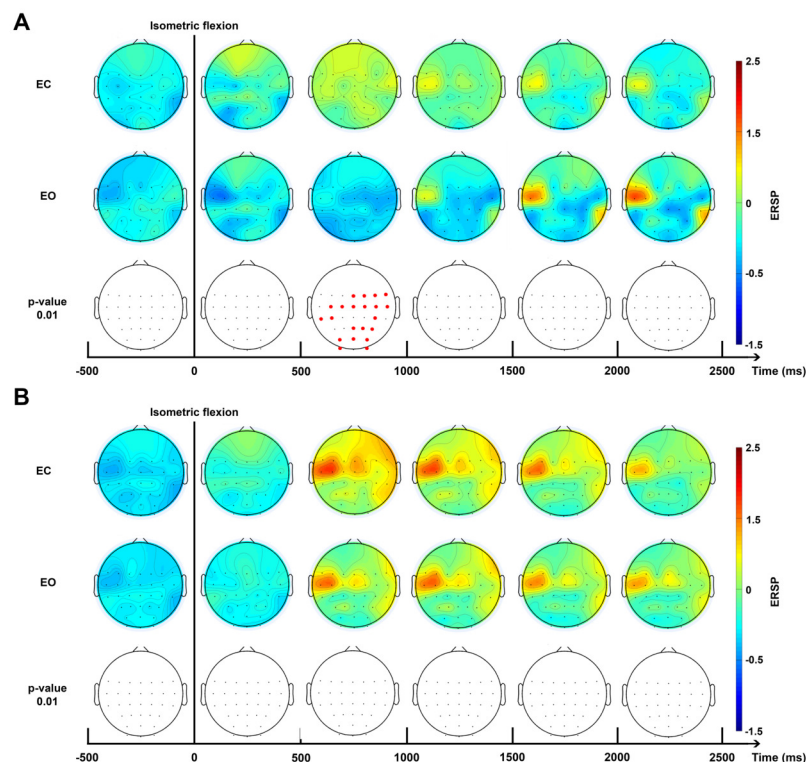 A
Isometric flexion
EC
EO
p-value
0.01
2.5
1.5
0
-0.5
-1.5
ERSP
-500
0
500
1000
1500
2000
2500
Time (ms)
B
Isometric flexion
EC
EO
p-value
0.01
2.5
1.5
0
-0.5
-1.5
ERSP
-500
0
500
1000
1500
2000
2500
Time (ms)